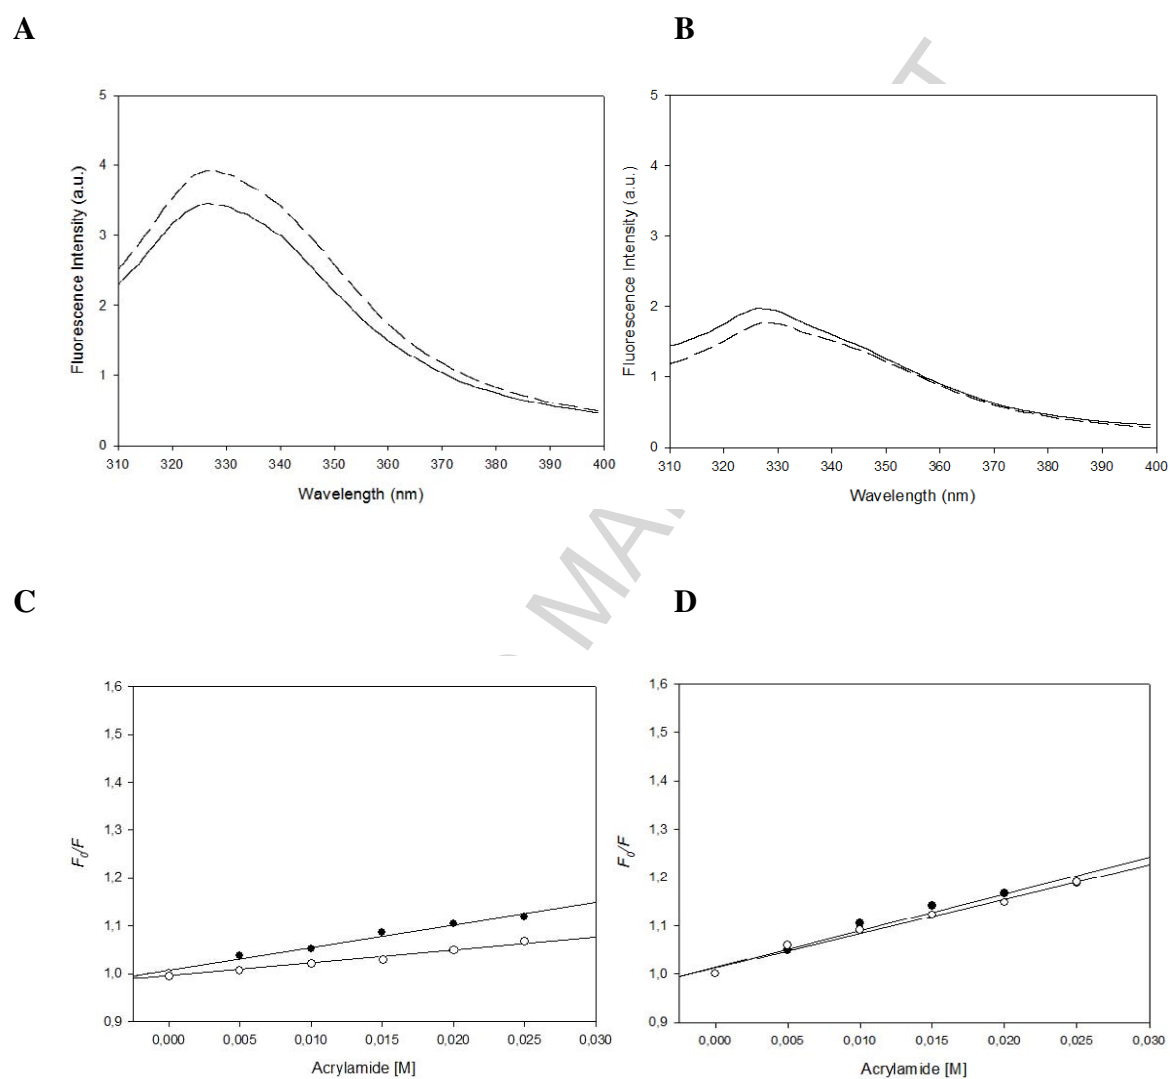 A
B
5
4
3
2
1
0
Fluorescence Intensity (a.u.)
310 320 330 340 350 360 370 380 390 400
Wavelength (nm)
5
4
3
2
1
0
Fluorescence Intensity (a.u.)
310 320 330 340 350 360 370 380 390 400
Wavelength (nm)
C
D
1,6
1,5
1,4
1,3
1,2
1,1
1,0
0,9
F0/F
0,000 0,005 0,010 0,015 0,020 0,025 0,030
Acrylamide [M]
1,6
1,5
1,4
1,3
1,2
1,1
1,0
0,9
F0/F
0,000 0,005 0,010 0,015 0,020 0,025 0,030
Acrylamide [M]